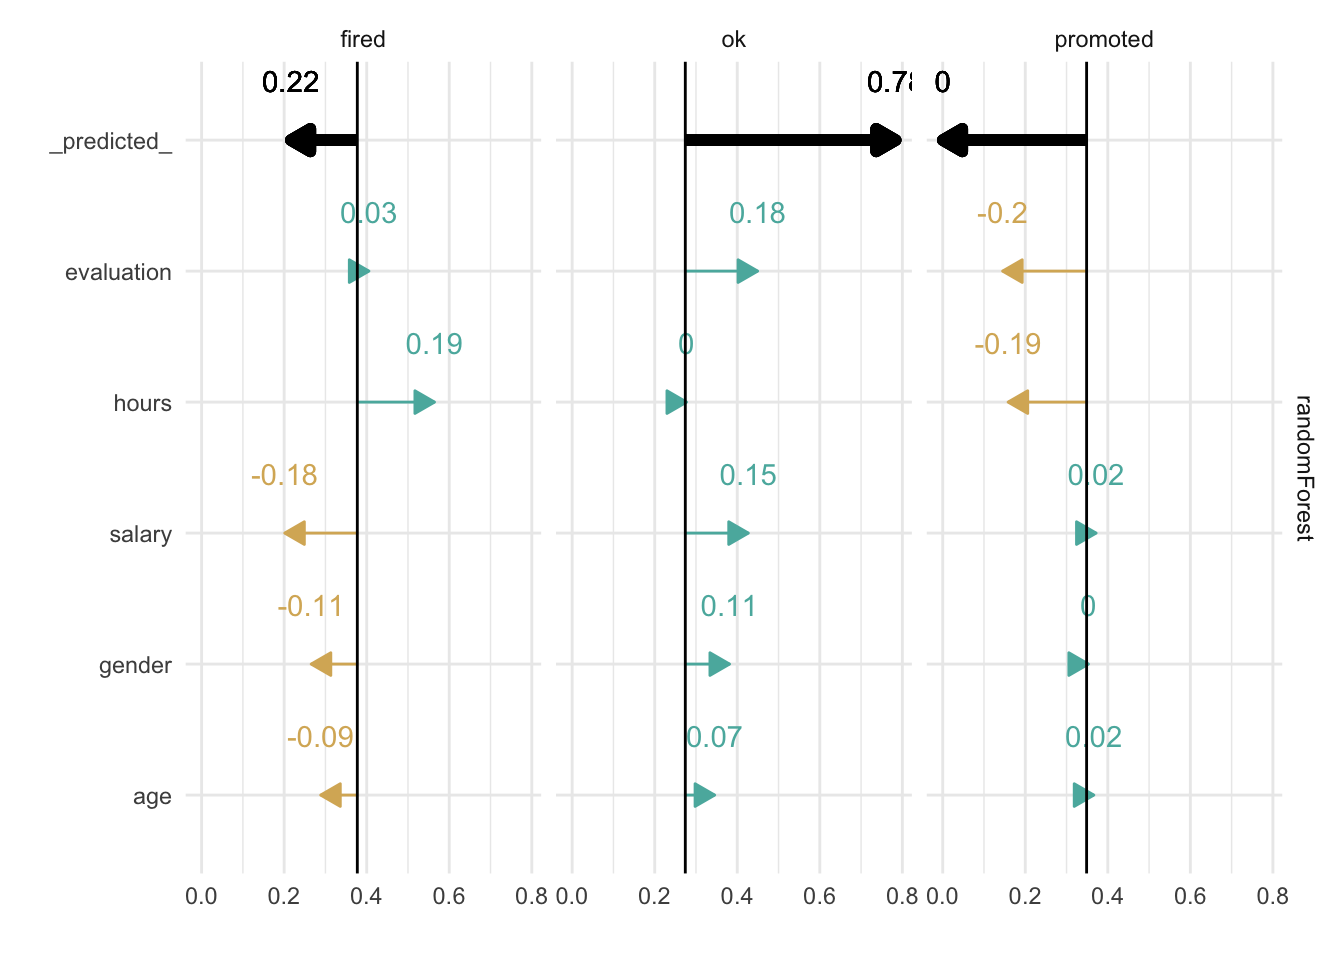 fired ok promoted
0.22 0.78 0
_predicted_
0.03 0.18 -0.2
evaluation
0.19 0 -0.19
hours
-0.18 0.15 0.02
salary
-0.11 0.11 0
gender
-0.09 0.07 0.02
age
0.0 0.2 0.4 0.6 0.8 0.0 0.2 0.4 0.6 0.8 0.0 0.2 0.4 0.6 0.8
randomForest